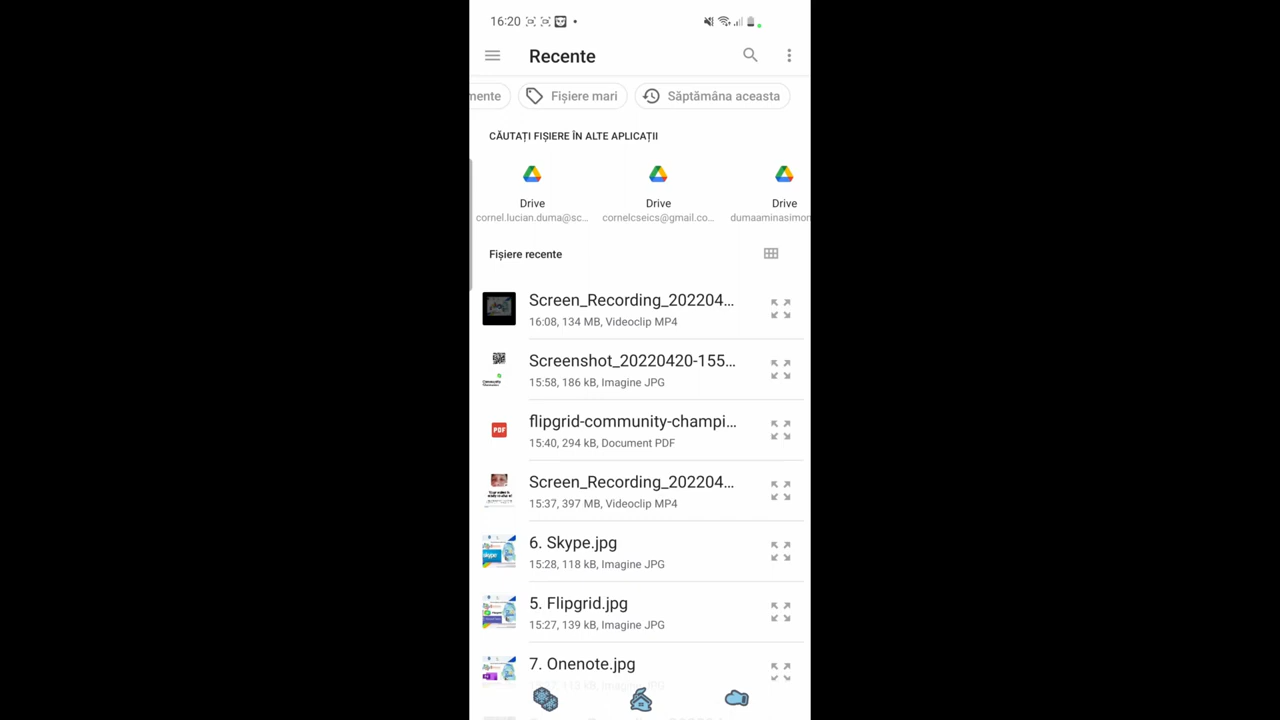 16:20
Recente
mente
Fișiere mari
Săptămâna aceasta
CĂUTAȚI FIȘIERE ÎN ALTE APLICAȚII
Drive
cornel.lucian.duma@sc...
Drive
cornelcseics@gmail.co...
Drive
dumaaminasimon
Fișiere recente
Screen_Recording_202204...
16:08, 134 MB, Videoclip MP4
Screenshot_20220420-155...
15:58, 186 kB, Imagine JPG
PDF
flipgrid-community-champi...
15:40, 294 kB, Document PDF
Screen_Recording_202204...
15:37, 397 MB, Videoclip MP4
6. Skype.jpg
15:28, 118 kB, Imagine JPG
5. Flipgrid.jpg
15:27, 139 kB, Imagine JPG
7. Onenote.jpg